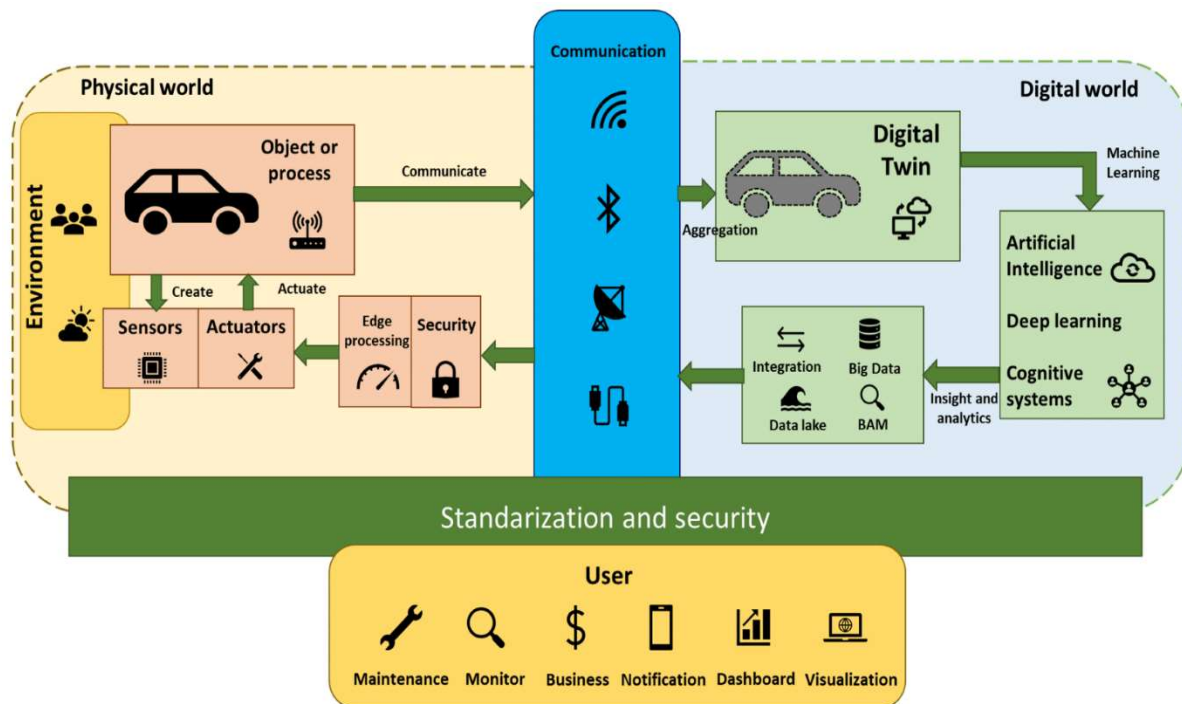 Communication
Physical world
Digital world
Environment
Object or
process
Communicate
Create
Actuate
Sensors
Actuators
Edge
processing
Security
Aggregation
Digital
Twin
Machine
Learning
Artificial
Intelligence
Deep learning
Cognitive
systems
Insight and
analytics
Integration
Big Data
Data lake
BAM
Standarization and security
User
Maintenance
Monitor
Business
Notification
Dashboard
Visualization